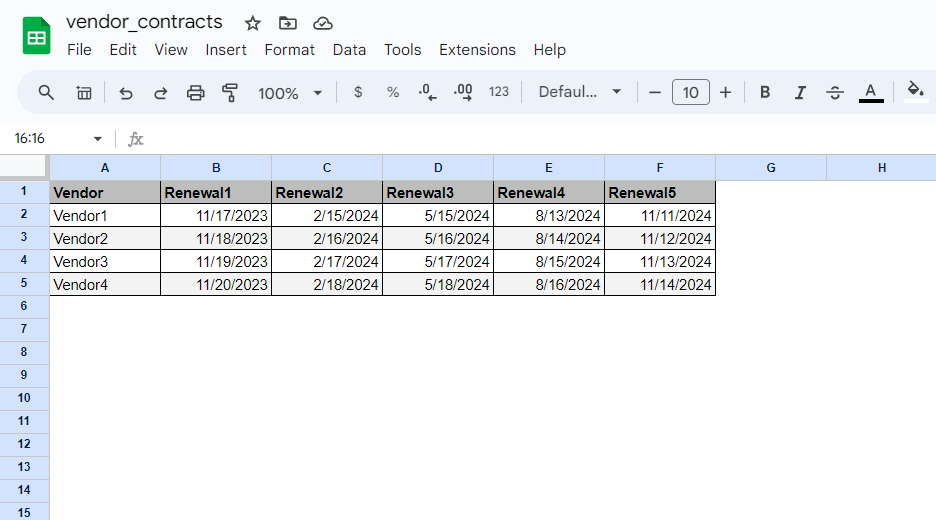 vendor_contracts
File Edit View Insert Format Data Tools Extensions Help
100% $ % .0 .00 123 Defaul... − 10 + B I S A
16:16 fx
A B C D E F G H
1 Vendor Renewal1 Renewal2 Renewal3 Renewal4 Renewal5
2 Vendor1 11/17/2023 2/15/2024 5/15/2024 8/13/2024 11/11/2024
3 Vendor2 11/18/2023 2/16/2024 5/16/2024 8/14/2024 11/12/2024
4 Vendor3 11/19/2023 2/17/2024 5/17/2024 8/15/2024 11/13/2024
5 Vendor4 11/20/2023 2/18/2024 5/18/2024 8/16/2024 11/14/2024
6
7
8
9
10
11
12
13
14
15